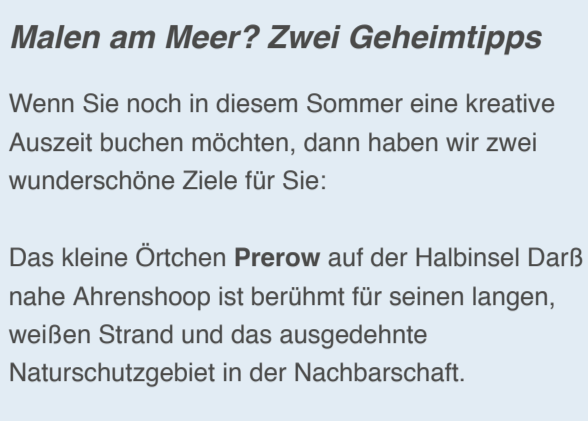 Malen am Meer? Zwei Geheimtipps
Wenn Sie noch in diesem Sommer eine kreative
Auszeit buchen möchten, dann haben wir zwei
wunderschöne Ziele für Sie:
Das kleine Örtchen Prerow auf der Halbinsel Darß
nahe Ahrenshoop ist berühmt für seinen langen,
weißen Strand und das ausgedehnte
Naturschutzgebiet in der Nachbarschaft.